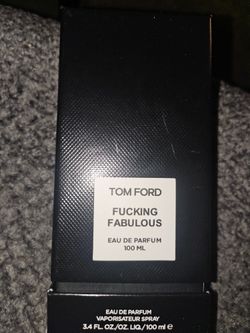 TOM FORD
FUCKING
FABULOUS
EAU DE PARFUM
100 ML
EAU DE PARFUM
VAPORISATEUR SPRAY
3.4 FL. OZ./OZ. LIQ./100 ml ℮